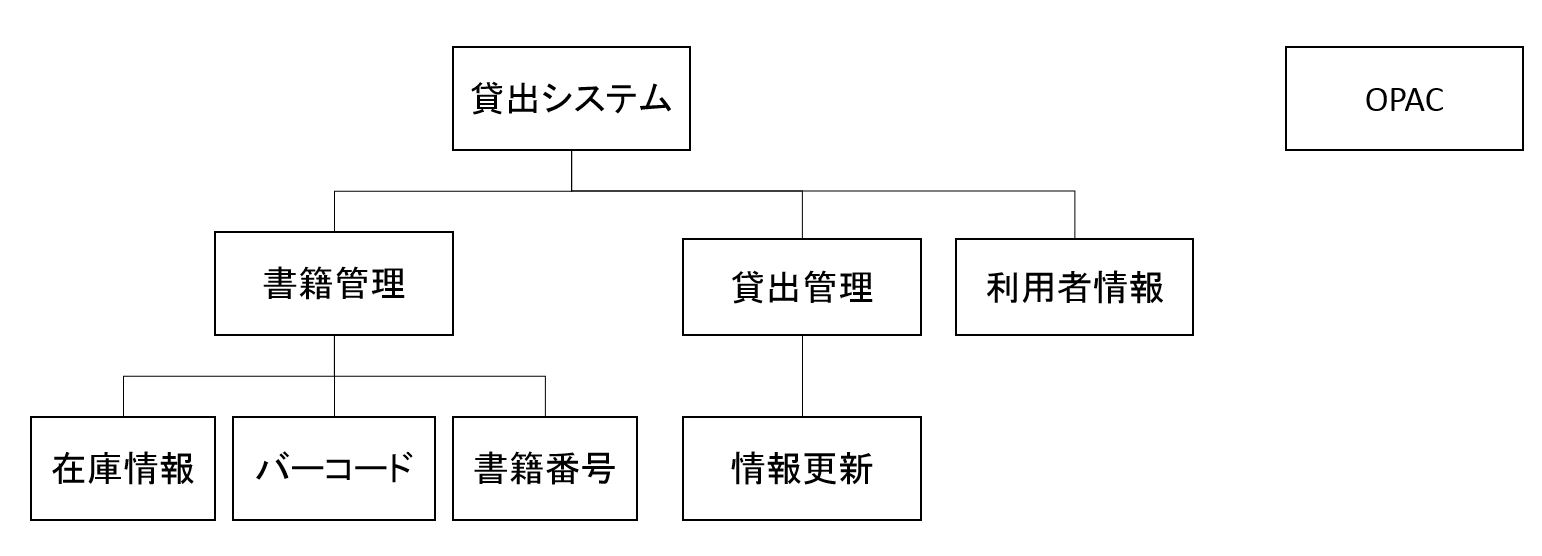 貸出システム
OPAC
書籍管理
貸出管理
利用者情報
在庫情報
バーコード
書籍番号
情報更新